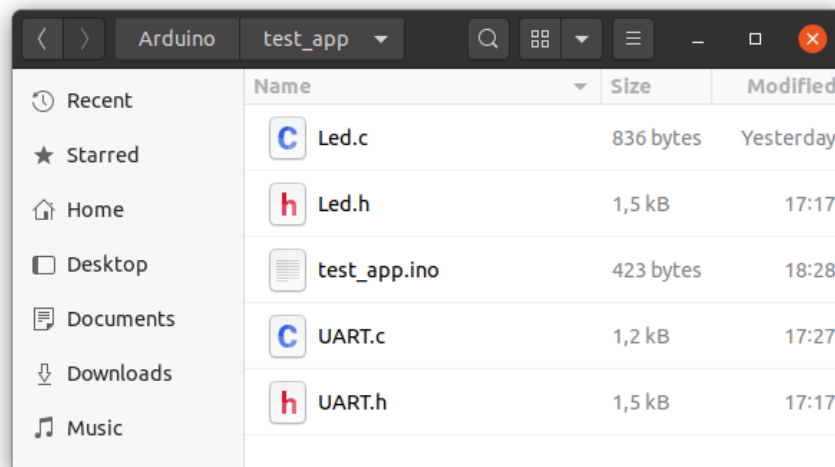 Arduino test_app
Name Size Modified
Recent
Starred
Home
Desktop
Documents
Downloads
Music
C Led.c 836 bytes Yesterday
h Led.h 1,5 kB 17:17
test_app.ino 423 bytes 18:28
C UART.c 1,2 kB 17:27
h UART.h 1,5 kB 17:17